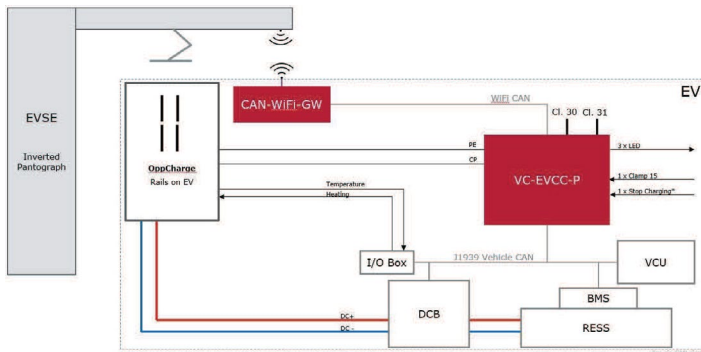 EV
EVSE
Inverted
Pantograph
CAN-WiFi-GW
WiFi CAN
Cl. 30
Cl. 31
OppCharge
Rails on EV
PE
CP
VC-EVCC-P
3 x LED
1 x Clamp 15
1 x Stop Charging"
Temperature
Heating
I/O Box
J1939 Vehicle CAN
VCU
BMS
DCB
RESS
DC+
DC -